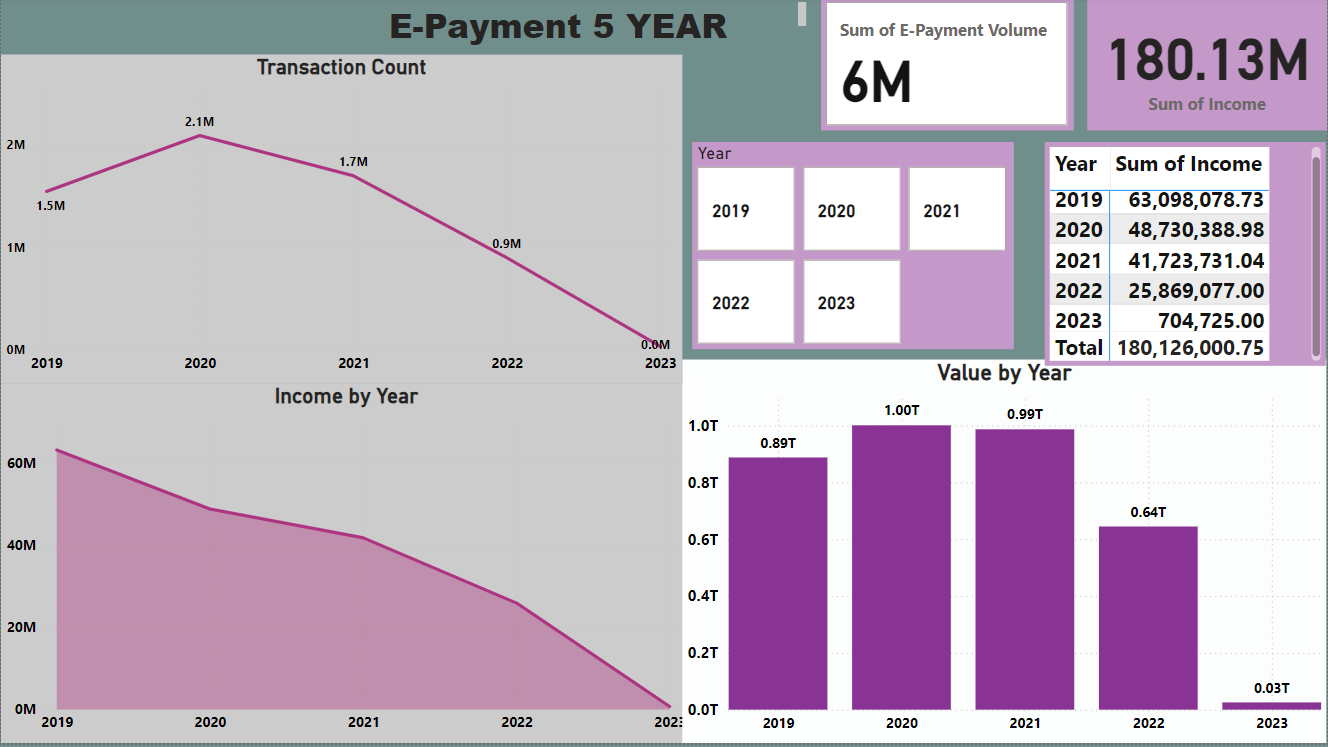 E-Payment 5 YEAR
Sum of E-Payment Volume
6M
180.13M
Sum of Income
Transaction Count
2M
1M
0M
1.5M
2.1M
1.7M
0.9M
0.0M
2019 2020 2021 2022 2023
Year
2019 2020 2021
2022 2023
Year Sum of Income
2019 63,098,078.73
2020 48,730,388.98
2021 41,723,731.04
2022 25,869,077.00
2023 704,725.00
Total 180,126,000.75
Income by Year
60M
40M
20M
0M
2019 2020 2021 2022 2023
Value by Year
1.0T
0.8T
0.6T
0.4T
0.2T
0.0T
0.89T
1.00T
0.99T
0.64T
0.03T
2019 2020 2021 2022 2023